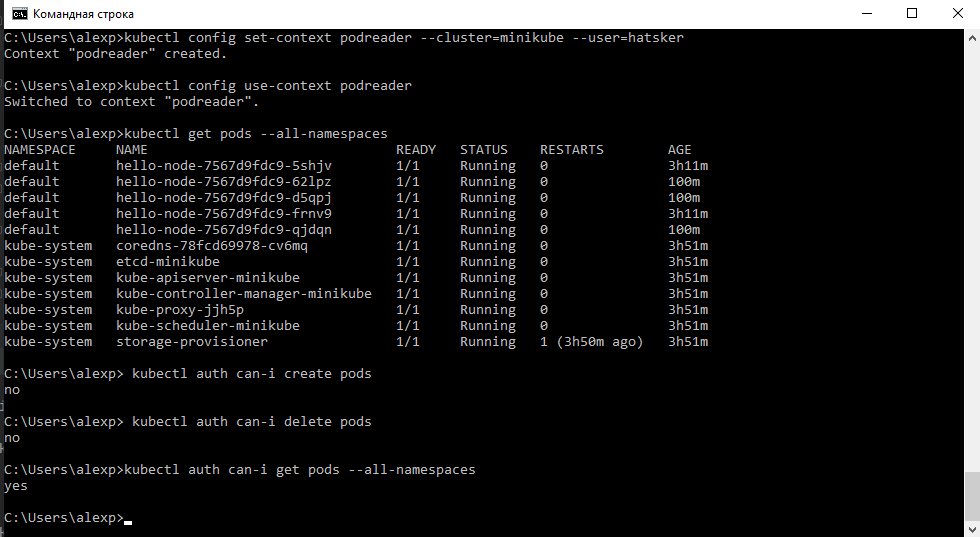 Командная строка
C:\Users\alexp>kubectl config set-context podreader --cluster=minikube --user=hatsker
Context "podreader" created.
C:\Users\alexp>kubectl config use-context podreader
Switched to context "podreader".
C:\Users\alexp>kubectl get pods --all-namespaces
NAMESPACE     NAME                               READY   STATUS    RESTARTS        AGE
default       hello-node-7567d9fdc9-5shjv        1/1     Running   0               3h11m
default       hello-node-7567d9fdc9-62lpz        1/1     Running   0               100m
default       hello-node-7567d9fdc9-d5qpj        1/1     Running   0               100m
default       hello-node-7567d9fdc9-frnv9        1/1     Running   0               3h11m
default       hello-node-7567d9fdc9-qjdqn        1/1     Running   0               100m
kube-system   coredns-78fcd69978-cv6mq           1/1     Running   0               3h51m
kube-system   etcd-minikube                      1/1     Running   0               3h51m
kube-system   kube-apiserver-minikube            1/1     Running   0               3h51m
kube-system   kube-controller-manager-minikube   1/1     Running   0               3h51m
kube-system   kube-proxy-jjh5p                   1/1     Running   0               3h51m
kube-system   kube-scheduler-minikube            1/1     Running   0               3h51m
kube-system   storage-provisioner                1/1     Running   1 (3h50m ago)   3h51m
C:\Users\alexp> kubectl auth can-i create pods
no
C:\Users\alexp> kubectl auth can-i delete pods
no
C:\Users\alexp>kubectl auth can-i get pods --all-namespaces
yes
C:\Users\alexp>